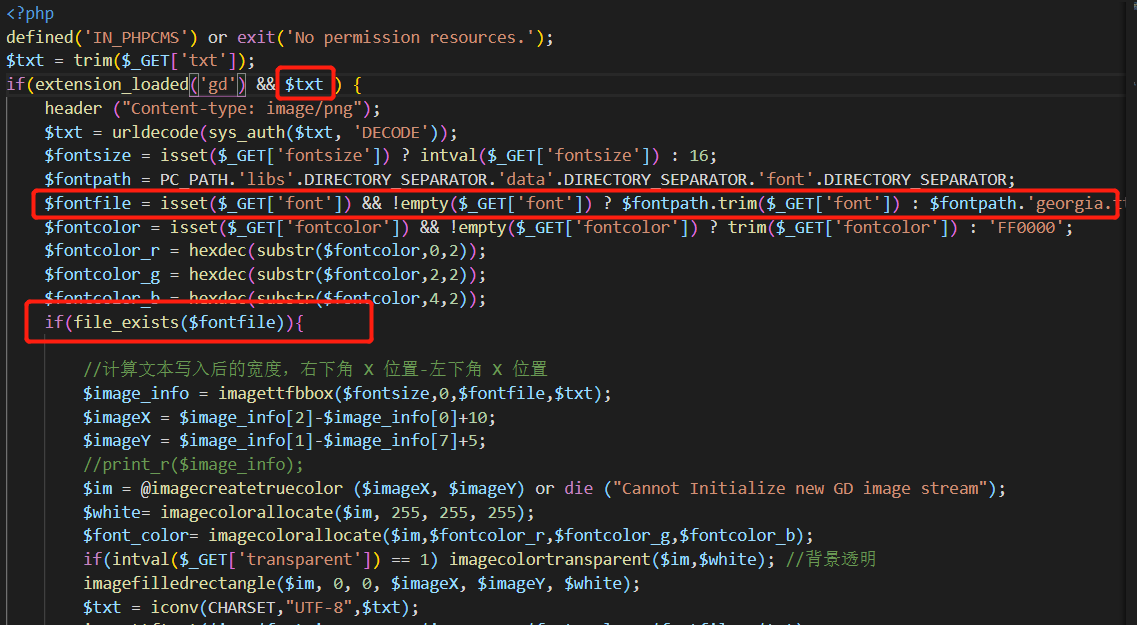 <?php
defined('IN_PHPCMS') or exit('No permission resources.');
$txt = trim($_GET['txt']);
if(extension_loaded('gd') && $txt ) {
header ("Content-type: image/png");
$txt = urldecode(sys_auth($txt, 'DECODE'));
$fontsize = isset($_GET['fontsize']) ? intval($_GET['fontsize']) : 16;
$fontpath = PC_PATH.'libs'.DIRECTORY_SEPARATOR.'data'.DIRECTORY_SEPARATOR.'font'.DIRECTORY_SEPARATOR;
$fontfile = isset($_GET['font']) && !empty($_GET['font']) ? $fontpath.trim($_GET['font']) : $fontpath.'georgia.
$fontcolor = isset($_GET['fontcolor']) && !empty($_GET['fontcolor']) ? trim($_GET['fontcolor']) : 'FF0000';
$fontcolor_r = hexdec(substr($fontcolor,0,2));
$fontcolor_g = hexdec(substr($fontcolor,2,2));
$fontcolor_b = hexdec(substr($fontcolor,4,2));
if(file_exists($fontfile)){
//计算文本写入后的宽度，右下角 X 位置-左下角 X 位置
$image_info = imagettfbbox($fontsize,0,$fontfile,$txt);
$imageX = $image_info[2]-$image_info[0]+10;
$imageY = $image_info[1]-$image_info[7]+5;
//print_r($image_info);
$im = @imagecreatetruecolor ($imageX, $imageY) or die ("Cannot Initialize new GD image stream");
$white= imagecolorallocate($im, 255, 255, 255);
$font_color= imagecolorallocate($im,$fontcolor_r,$fontcolor_g,$fontcolor_b);
if(intval($_GET['transparent']) == 1) imagecolortransparent($im,$white); //背景透明
imagefilledrectangle($im, 0, 0, $imageX, $imageY, $white);
$txt = iconv(CHARSET,"UTF-8",$txt);